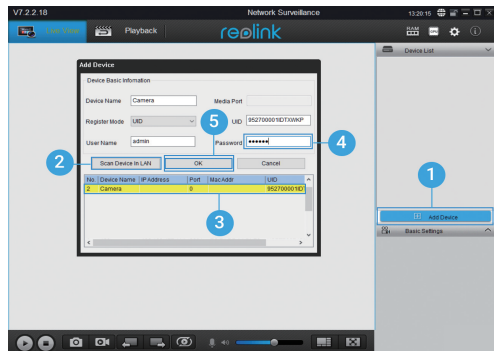 V7.2.2.18
Network Surveillance
13:20:15
Live View
Playback
reolink
RAM
CPU
Device List
Add Device
Device Basic Infomation
Device Name
Camera
Media Port
Register Mode
UID
UID
952700001IDTXWKP
5
User Name
admin
Password
●●●●●●
4
2
Scan Device In LAN
OK
Cancel
1
No. Device Name IP Address Port Mac Addr UID
2 Camera 0 952700001ID
3
Add Device
Basic Settings